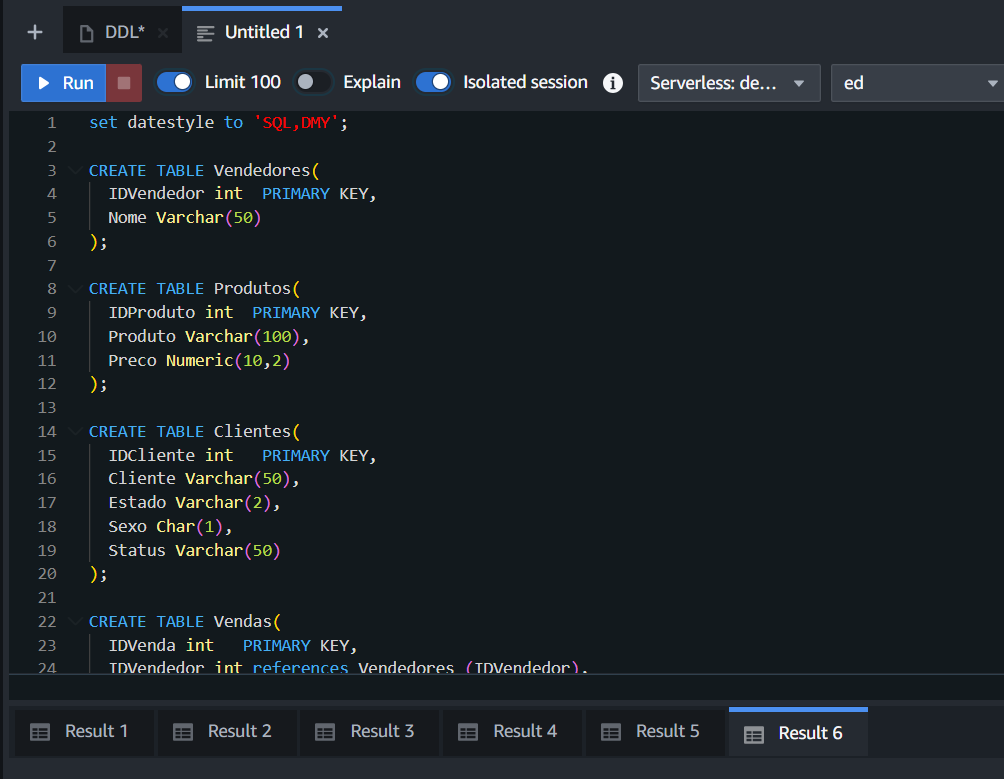 DDL*
Untitled 1
Run
Limit 100
Explain
Isolated session
Serverless: de...
ed
1 set datestyle to 'SQL,DMY';
2
3 CREATE TABLE Vendedores(
4 IDVendedor int  PRIMARY KEY,
5 Nome Varchar(50)
6 );
7
8 CREATE TABLE Produtos(
9 IDProduto int  PRIMARY KEY,
10 Produto Varchar(100),
11 Preco Numeric(10,2)
12 );
13
14 CREATE TABLE Clientes(
15 IDCliente int   PRIMARY KEY,
16 Cliente Varchar(50),
17 Estado Varchar(2),
18 Sexo Char(1),
19 Status Varchar(50)
20 );
21
22 CREATE TABLE Vendas(
23 IDVenda int   PRIMARY KEY,
24 IDVendedor int references Vendedores (IDVendedor),
Result 1
Result 2
Result 3
Result 4
Result 5
Result 6